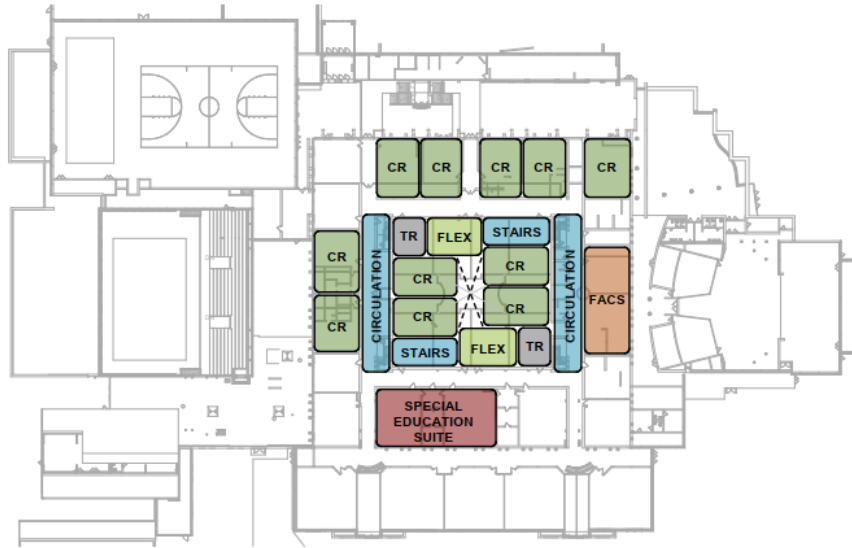 CR
CR
CR
CR
CR
TR
FLEX
STAIRS
CR
CIRCULATION
CR
CR
CIRCULATION
FACS
CR
CR
CR
STAIRS
FLEX
TR
SPECIAL
EDUCATION
SUITE